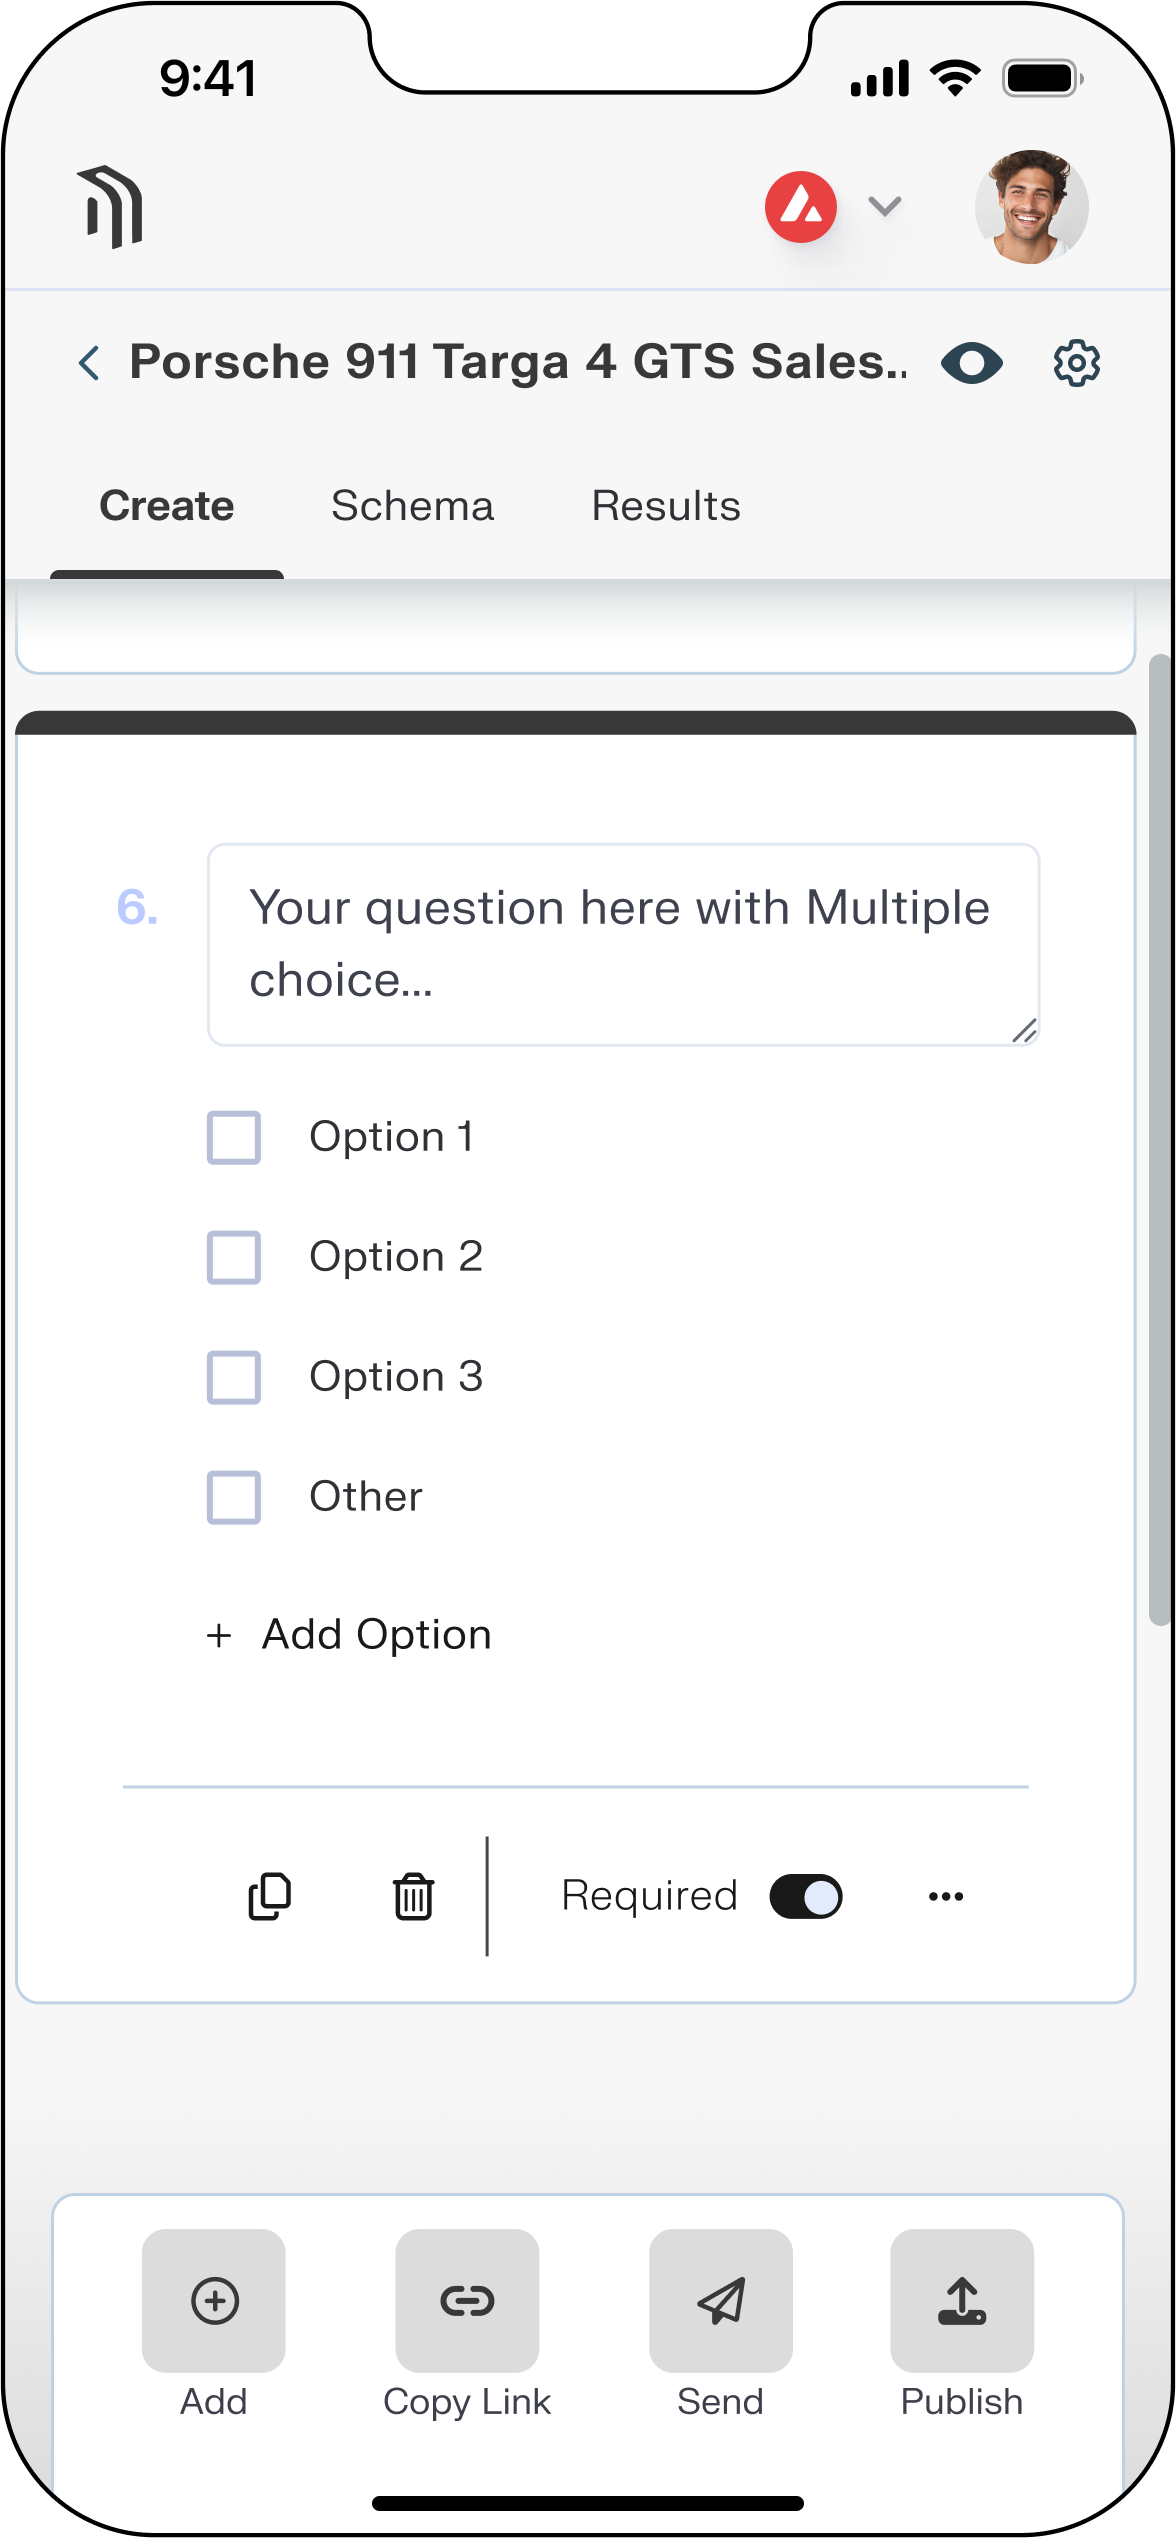 9:41
Porsche 911 Targa 4 GTS Sales..
Create
Schema
Results
6.
Your question here with Multiple
choice...
Option 1
Option 2
Option 3
Other
+ Add Option
Required
Add
Copy Link
Send
Publish